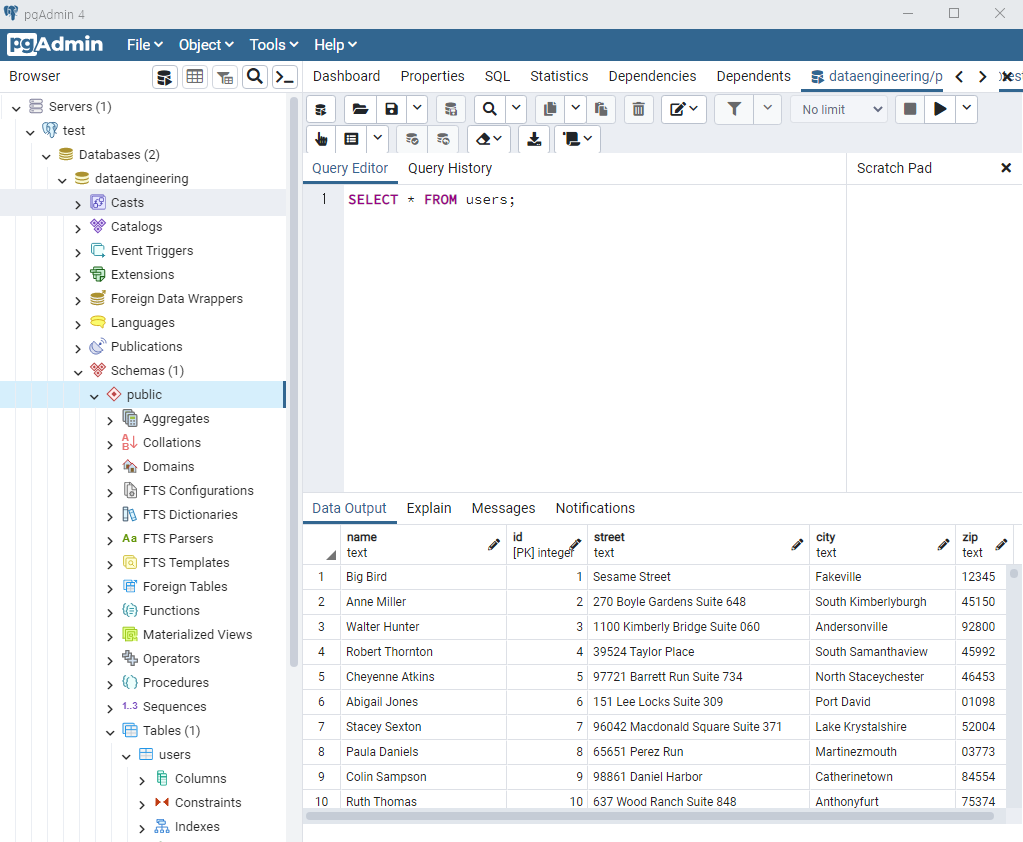 pgAdmin 4
pgAdmin File Object Tools Help
Browser
Dashboard Properties SQL Statistics Dependencies Dependents dataengineering/p
Servers (1)
test
Databases (2)
dataengineering
Casts
Catalogs
Event Triggers
Extensions
Foreign Data Wrappers
Languages
Publications
Schemas (1)
public
Aggregates
Collations
Domains
FTS Configurations
FTS Dictionaries
FTS Parsers
FTS Templates
Foreign Tables
Functions
Materialized Views
Operators
Procedures
1..3 Sequences
Tables (1)
users
Columns
Constraints
Indexes
No limit
Query Editor Query History
Scratch Pad
1 SELECT * FROM users;
Data Output Explain Messages Notifications
name id street city zip
text [PK] integer text text text
1 Big Bird 1 Sesame Street Fakeville 12345
2 Anne Miller 2 270 Boyle Gardens Suite 648 South Kimberlyburgh 45150
3 Walter Hunter 3 1100 Kimberly Bridge Suite 060 Andersonville 92800
4 Robert Thornton 4 39524 Taylor Place South Samanthaview 45992
5 Cheyenne Atkins 5 97721 Barrett Run Suite 734 North Staceychester 46453
6 Abigail Jones 6 151 Lee Locks Suite 309 Port David 01098
7 Stacey Sexton 7 96042 Macdonald Square Suite 371 Lake Krystalshire 52004
8 Paula Daniels 8 65651 Perez Run Martinezmouth 03773
9 Colin Sampson 9 98861 Daniel Harbor Catherinetown 84554
10 Ruth Thomas 10 637 Wood Ranch Suite 848 Anthonyfurt 75374